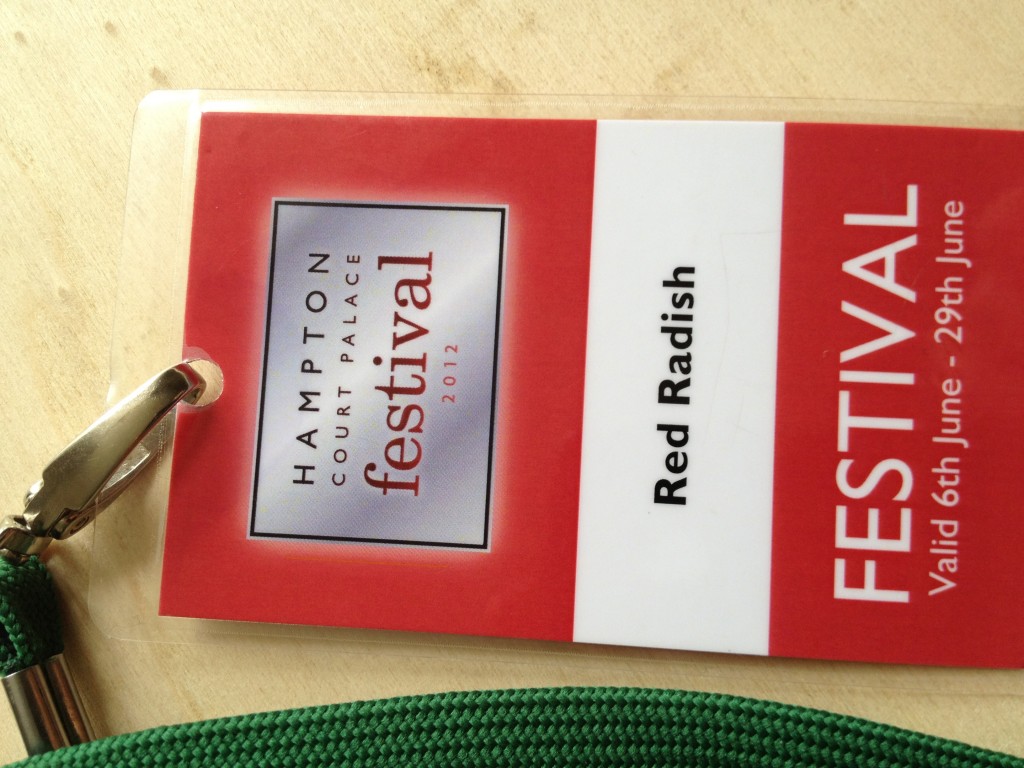 HAMPTON
COURT PALACE
festival
2012
Red Radish
FESTIVAL
Valid 6th June - 29th June